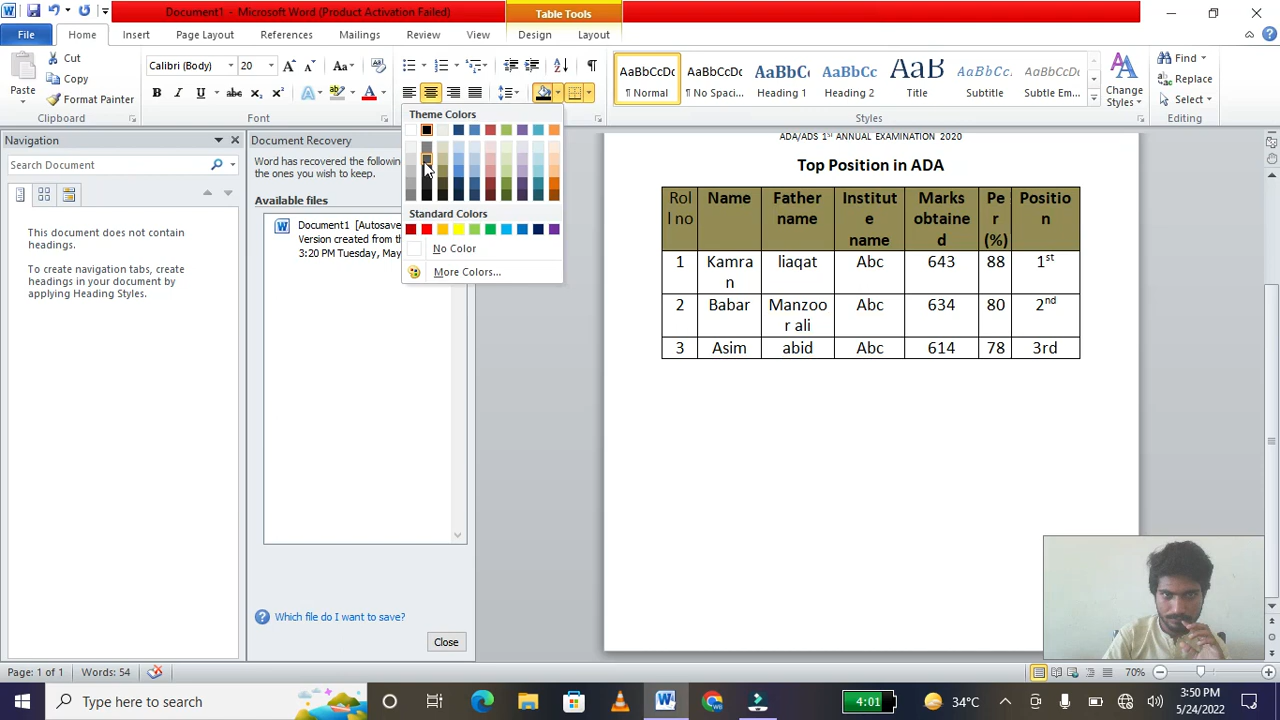 Document1 - Microsoft Word (Product Activation Failed)
Table Tools
File
Home
Insert
Page Layout
References
Mailings
Review
View
Design
Layout
Paste
Cut
Copy
Format Painter
Clipboard
Calibri (Body)
20
Font
AaBbCcDc
¶ Normal
AaBbCcDc
¶ No Spaci...
AaBbCc
Heading 1
AaBbCc
Heading 2
AaB
Title
AaBbCc
Subtitle
AaBbCcDc
Subtle Em...
Styles
Change
Styles
Find
Replace
Select
Editing
Theme Colors
Standard Colors
No Color
More Colors...
Navigation
Search Document
This document does not contain
headings.
To create navigation tabs, create
headings in your document by
applying Heading Styles.
Document Recovery
Word has recovered the following
the ones you wish to keep.
Available files
Document1 [Autosave
Version created from th
3:20 PM Tuesday, May
Which file do I want to save?
Close
ADA/ADS 1st ANNUAL EXAMINATION 2020
Top Position in ADA
Rol
l no
Name
Father
name
Institut
e
name
Marks
obtaine
d
Pe
r
(%)
Positio
n
1
Kamra
n
liaqat
Abc
643
88
1st
2
Babar
Manzoo
r ali
Abc
634
80
2nd
3
Asim
abid
Abc
614
78
3rd
Page: 1 of 1
Words: 54
70%
Type here to search
4:01
34°C
3:50 PM
5/24/2022